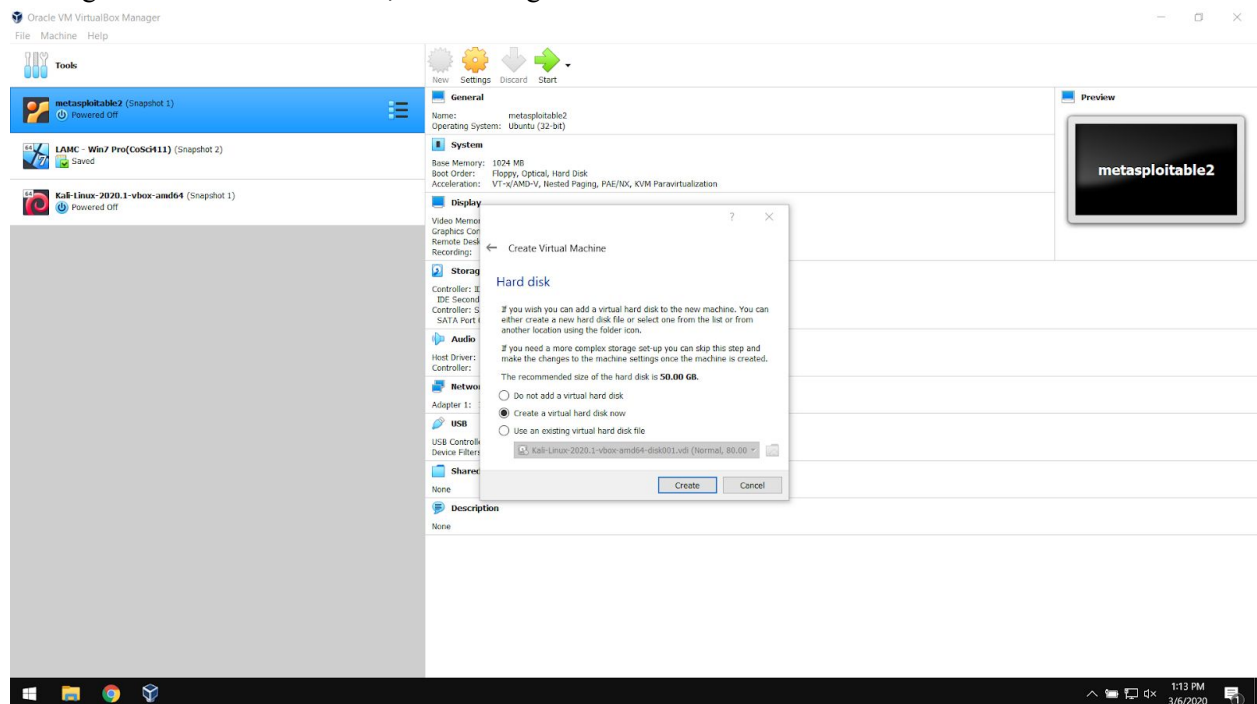 Oracle VM VirtualBox Manager
File Machine Help
Tools
New Settings Discard Start
metasploitable2 (Snapshot 1)
Powered Off
LAMC - Win7 Pro(CoSci411) (Snapshot 2)
Saved
Kali-Linux-2020.1-vbox-amd64 (Snapshot 1)
Powered Off
General
Name: metasploitable2
Operating System: Ubuntu (32-bit)
System
Base Memory: 1024 MB
Boot Order: Floppy, Optical, Hard Disk
Acceleration: VT-x/AMD-V, Nested Paging, PAE/NX, KVM Paravirtualization
Display
Video Memo
Graphics Con
Remote Desk
Recording:
Storag
Controller: I
IDE Second
Controller: S
SATA Port
Audio
Host Driver:
Controller:
Networ
Adapter 1:
USB
USB Controll
Device Filters
Shared
None
Description
None
Preview
metasploitable2
? ×
← Create Virtual Machine
Hard disk
If you wish you can add a virtual hard disk to the new machine. You can
either create a new hard disk file or select one from the list or from
another location using the folder icon.
If you need a more complex storage set-up you can skip this step and
make the changes to the machine settings once the machine is created.
The recommended size of the hard disk is 50.00 GB.
Do not add a virtual hard disk
Create a virtual hard disk now
Use an existing virtual hard disk file
Kali-Linux-2020.1-vbox-amd64-disk001.vdi (Normal, 80.00
Create Cancel
1:13 PM
3/6/2020